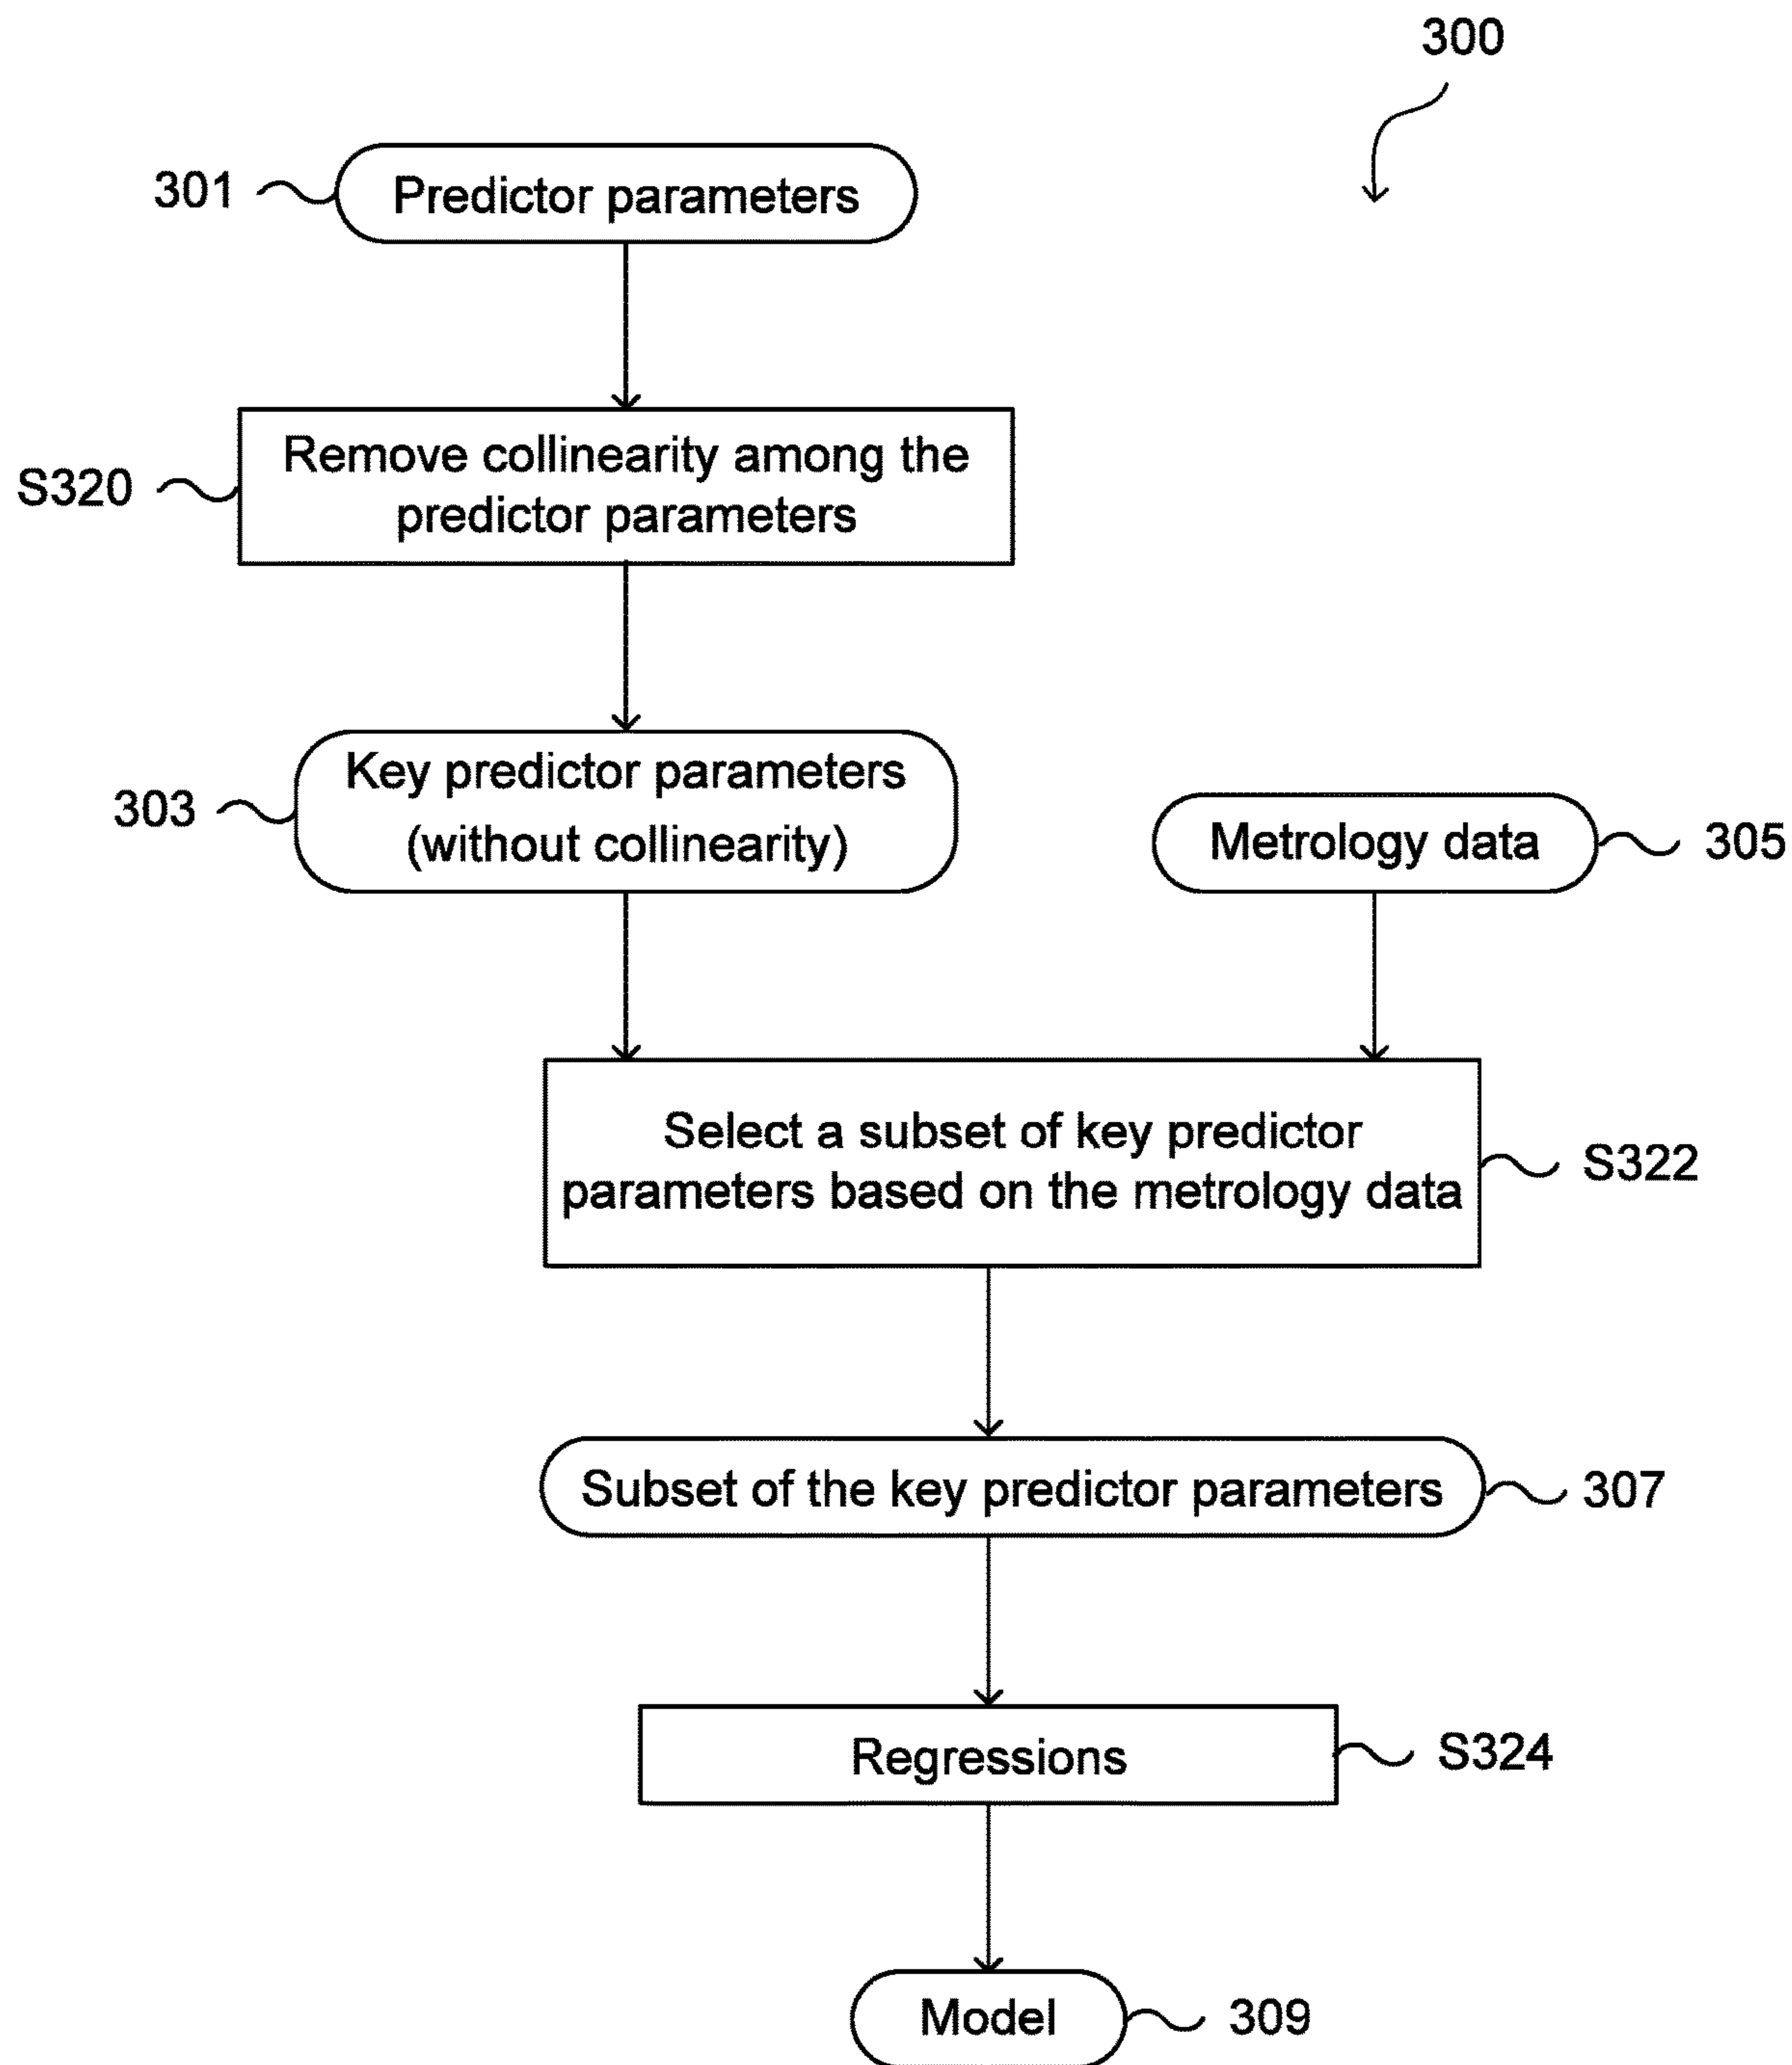 300
301
Predictor parameters
S320
Remove collinearity among the
predictor parameters
303
Key predictor parameters
(without collinearity)
Metrology data
305
Select a subset of key predictor
parameters based on the metrology data
S322
Subset of the key predictor parameters
307
Regressions
S324
Model
309